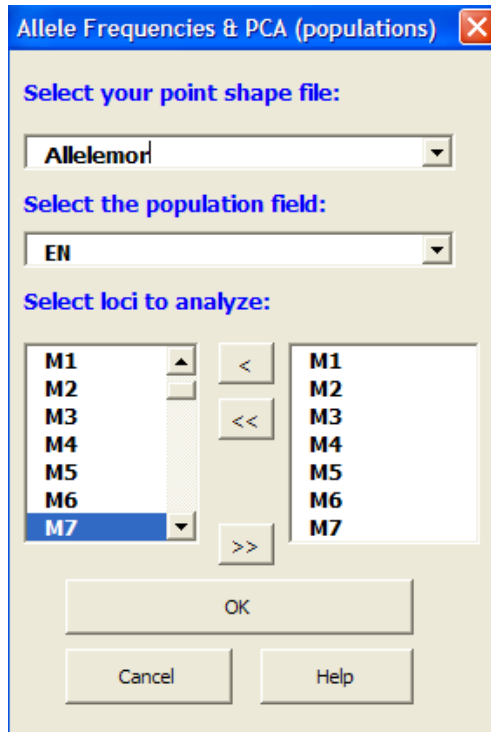 Allele Frequencies & PCA (populations)
Select your point shape file:
Allelemor
Select the population field:
EN
Select loci to analyze:
M1
M2
M3
M4
M5
M6
M7
<
<<
>>
M1
M2
M3
M4
M5
M6
M7
OK
Cancel
Help